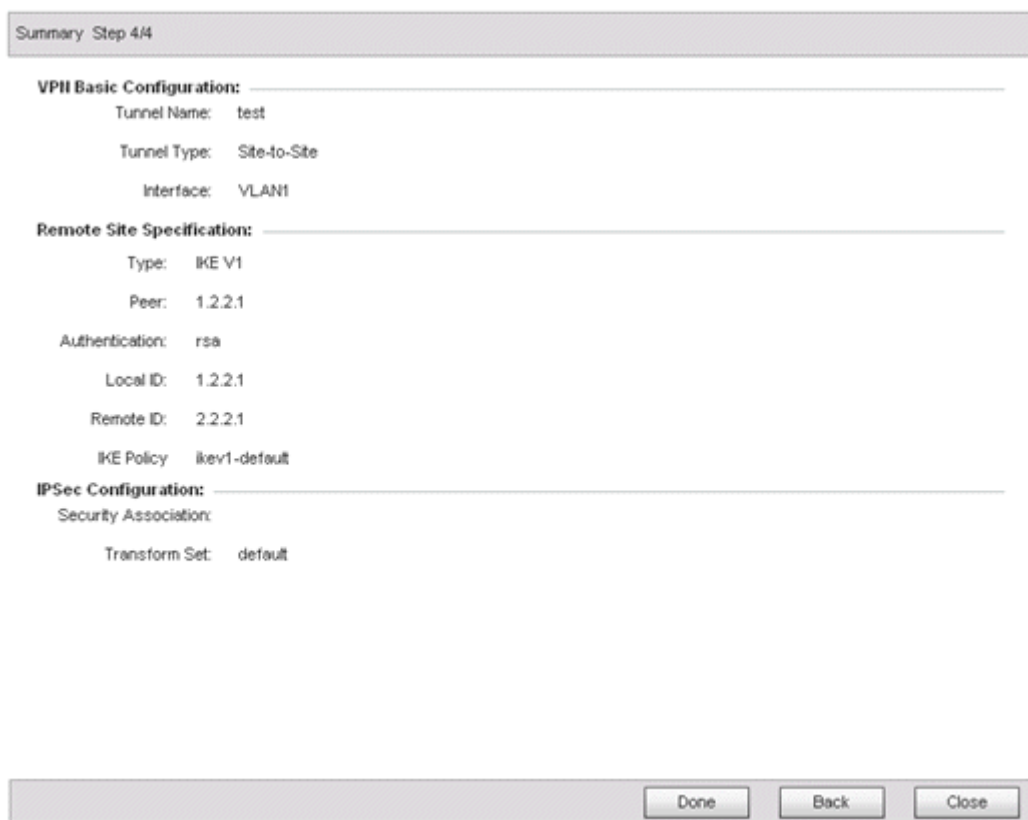 Summary Step 4/4
VPN Basic Configuration:
Tunnel Name: test
Tunnel Type: Site-to-Site
Interface: VLAN1
Remote Site Specification:
Type: IKE V1
Peer: 1.2.2.1
Authentication: rsa
Local ID: 1.2.2.1
Remote ID: 2.2.2.1
IKE Policy ikev1-default
IPSec Configuration:
Security Association:
Transform Set: default
Done Back Close